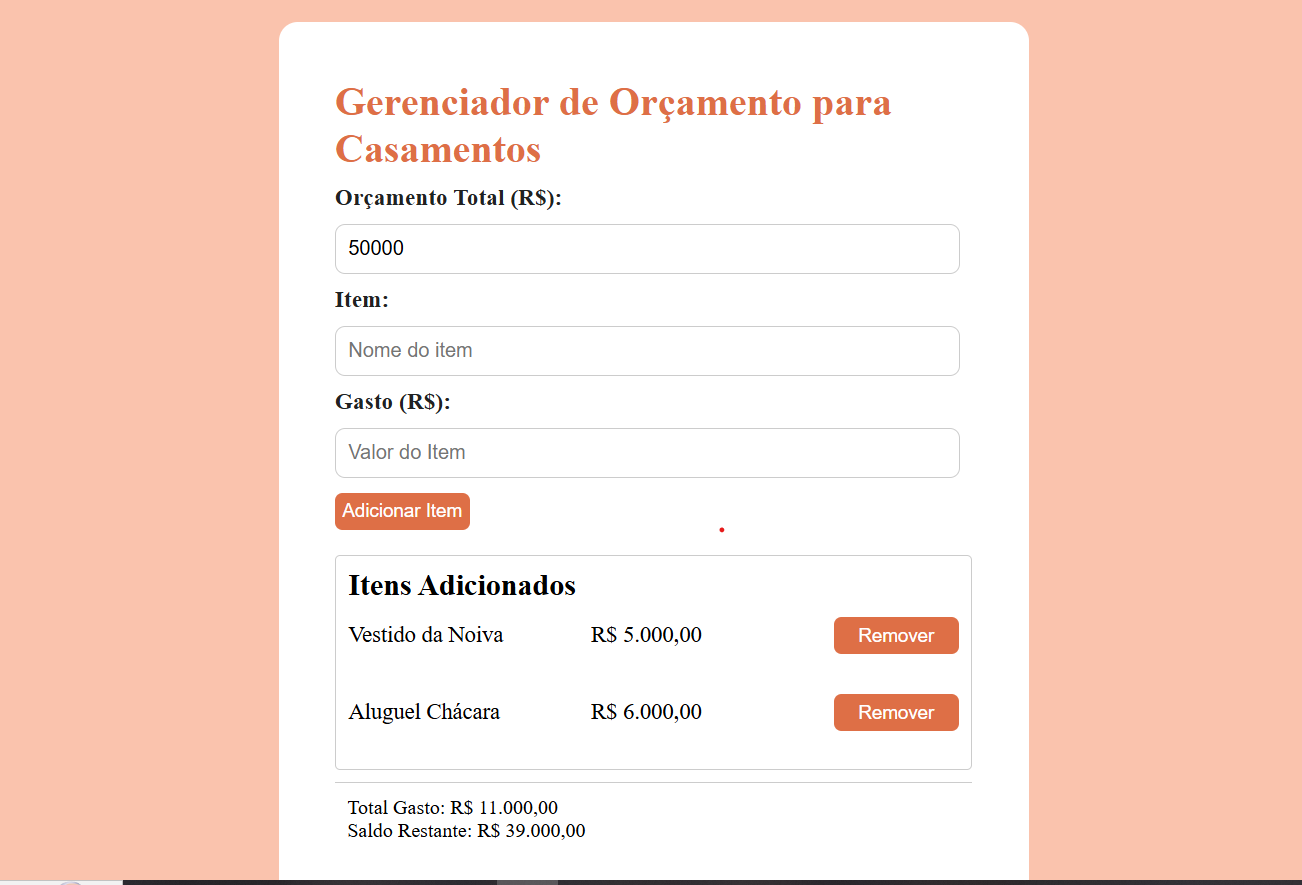 Gerenciador de Orçamento para
Casamentos
Orçamento Total (R$):
50000
Item:
Nome do item
Gasto (R$):
Valor do Item
Adicionar Item
Itens Adicionados
Vestido da Noiva R$ 5.000,00 Remover
Aluguel Chácara R$ 6.000,00 Remover
Total Gasto: R$ 11.000,00
Saldo Restante: R$ 39.000,00